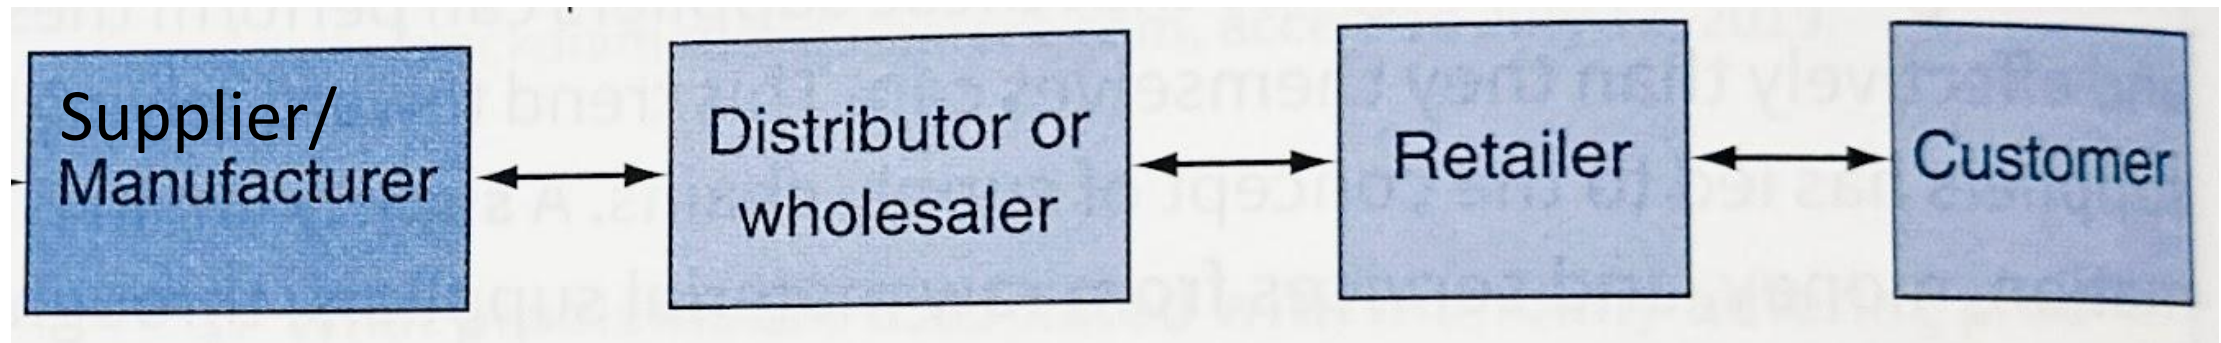 Supplier/
Manufacturer
Distributor or
wholesaler
Retailer
Customer